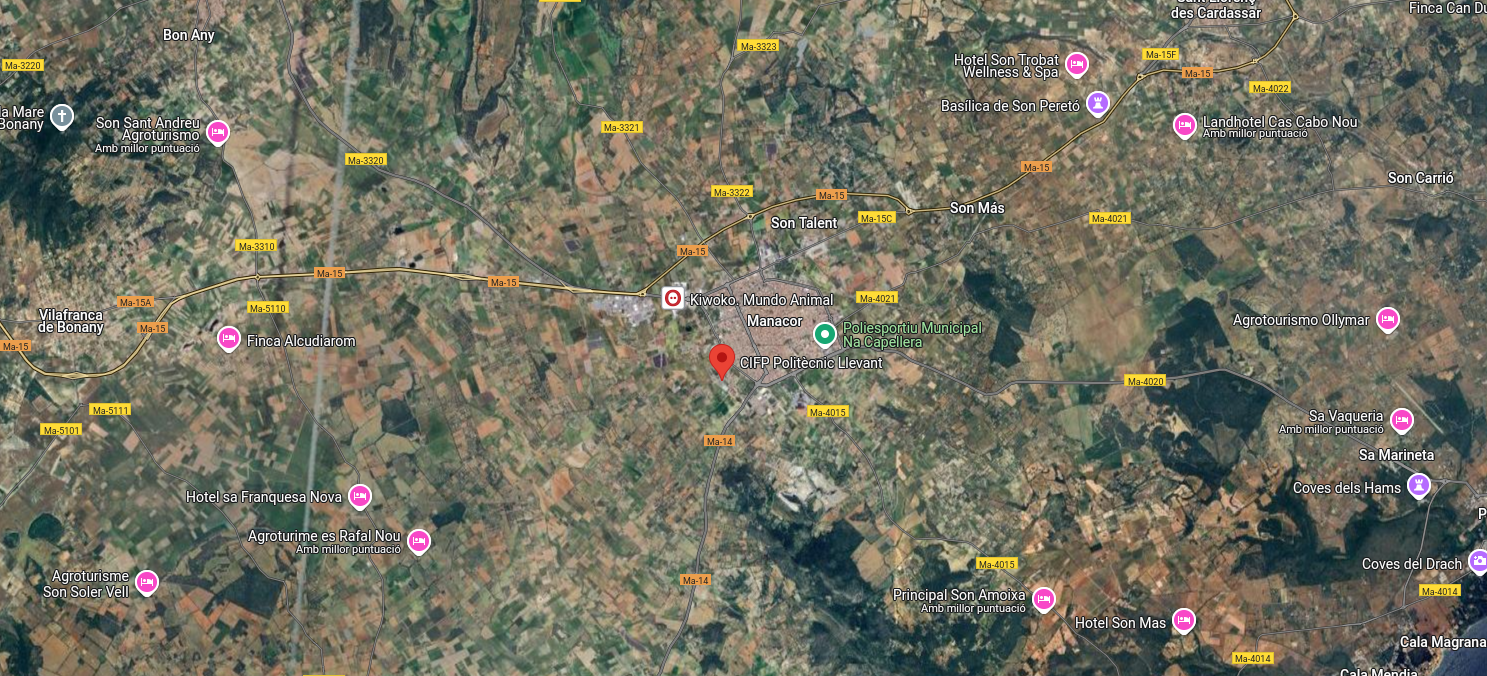 Sant Llorenç
des Cardassar
Finca Can Du
Bon Any
Ma-3323
Ma-15F
Hotel Son Trobat
Wellness & Spa
Ma-3220
Ma-15
Ma-4022
Basílica de Son Peretó
la Mare
Bonany
Son Sant Andreu
Agroturismo
Amb millor puntuació
Ma-3321
Landhotel Cas Cabo Nou
Amb millor puntuació
Ma-3320
Ma-15
Son Carrió
Ma-3322
Ma-15
Son Más
Ma-15C
Ma-4021
Son Talent
Ma-3310
Ma-15
Ma-15
Ma-15
Ma-15A
Ma-5110
Kiwoko. Mundo Animal
Ma-4021
Vilafranca
de Bonany
Ma-15
Manacor
Poliesportiu Municipal
Na Capellera
Agrotourismo Ollymar
Ma-15
Finca Alcudiarom
CIFP Politècnic Llevant
Ma-4020
Ma-5111
Ma-4015
Sa Vaqueria
Amb millor puntuació
Ma-5101
Ma-14
Sa Marineta
Coves dels Hams
Hotel sa Franquesa Nova
P
Agroturime es Rafal Nou
Amb millor puntuació
Ma-4015
Coves del Drach
Agroturisme
Son Soler Vell
Ma-14
Ma-4014
Principal Son Amoixa
Amb millor puntuació
Hotel Son Mas
Cala Magrana
Ma-4014
Cala Mendia